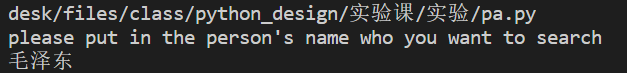 desk/files/class/python_design/实验课/实验/pa.py
please put in the person's name who you want to search
毛泽东